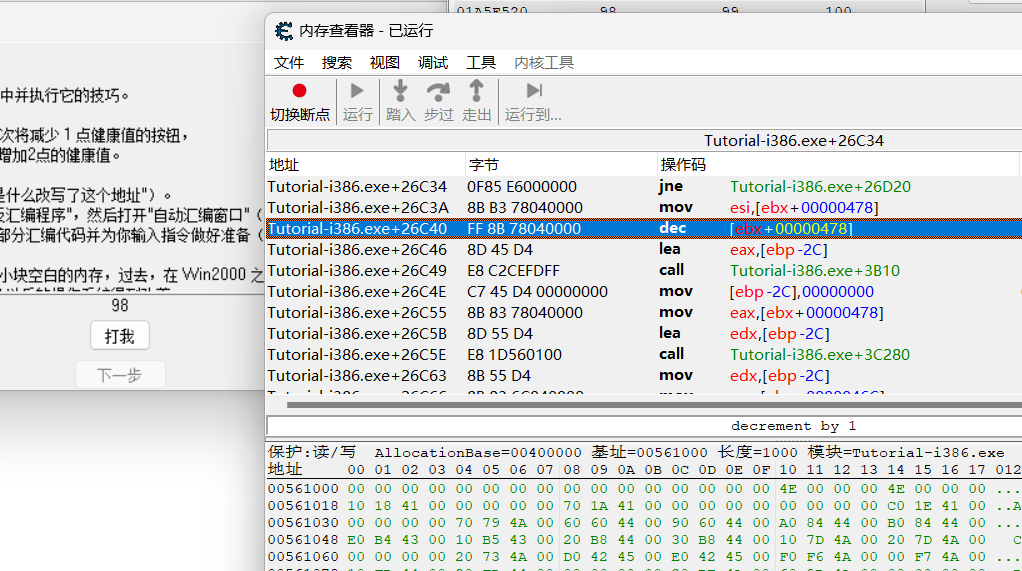 01A5E520 98 99 100
内存查看器 - 已运行
文件 搜索 视图 调试 工具 内核工具
切换断点 运行 踏入 步过 走出 运行到...
中并执行它的技巧。
次将减少 1 点健康值的按钮，
增加2点的健康值。
是什么改写了这个地址"）。
反汇编程序"，然后打开"自动汇编窗口"（
部分汇编代码并为你输入指令做好准备（
小块空白的内存，过去，在 Win2000 之
98
打我
下一步
Tutorial-i386.exe+26C34
地址 字节 操作码
Tutorial-i386.exe+26C34 0F85 E6000000 jne Tutorial-i386.exe+26D20
Tutorial-i386.exe+26C3A 8B B3 78040000 mov esi,[ebx+00000478]
Tutorial-i386.exe+26C40 FF 8B 78040000 dec [ebx+00000478]
Tutorial-i386.exe+26C46 8D 45 D4 lea eax,[ebp-2C]
Tutorial-i386.exe+26C49 E8 C2CEFDFF call Tutorial-i386.exe+3B10
Tutorial-i386.exe+26C4E C7 45 D4 00000000 mov [ebp-2C],00000000
Tutorial-i386.exe+26C55 8B 83 78040000 mov eax,[ebx+00000478]
Tutorial-i386.exe+26C5B 8D 55 D4 lea edx,[ebp-2C]
Tutorial-i386.exe+26C5E E8 1D560100 call Tutorial-i386.exe+3C280
Tutorial-i386.exe+26C63 8B 55 D4 mov edx,[ebp-2C]
decrement by 1
保护:读/写 AllocationBase=00400000 基址=00561000 长度=1000 模块=Tutorial-i386.exe
地址 00 01 02 03 04 05 06 07 08 09 0A 0B 0C 0D 0E 0F 10 11 12 13 14 15 16 17 012
00561000 00 00 00 00 00 00 00 00 00 00 00 00 00 00 00 00 4E 00 00 00 4E 00 00 00 ...
00561018 10 18 41 00 00 00 00 00 70 1A 41 00 00 00 00 00 00 00 00 00 C0 1E 41 00 ..A
00561030 00 00 00 00 70 79 4A 00 60 60 44 00 90 60 44 00 A0 84 44 00 B0 84 44 00 ...
00561048 E0 B4 43 00 10 B5 43 00 20 B8 44 00 30 B8 44 00 10 7D 4A 00 20 7D 4A 00 C
00561060 00 00 00 00 20 73 4A 00 D0 42 45 00 E0 42 45 00 F0 F6 4A 00 00 F7 4A 00 ...